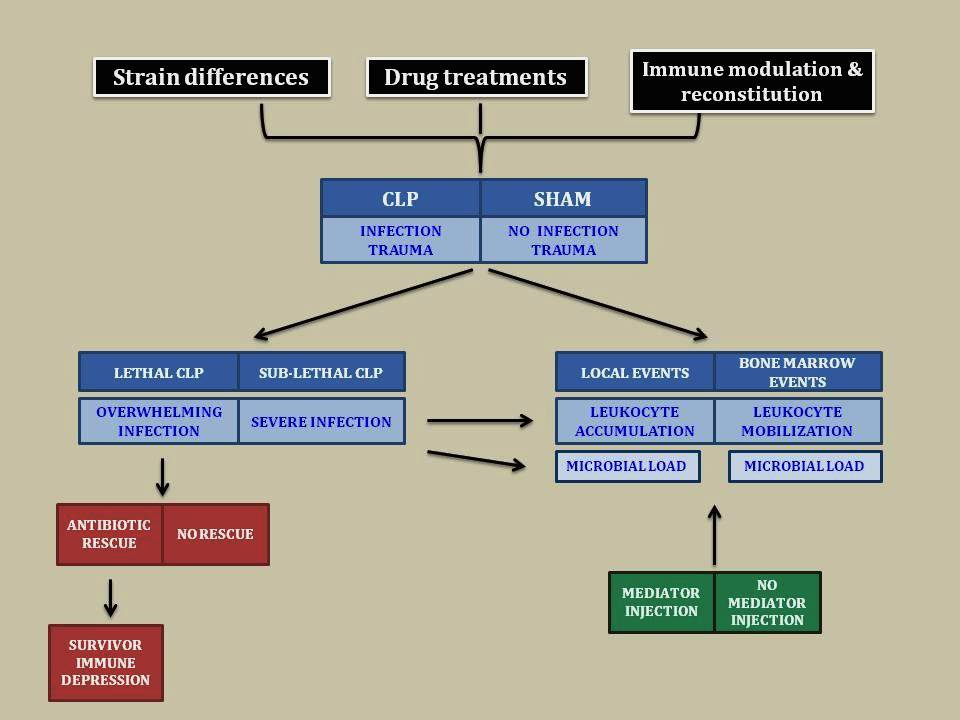 Strain differences
Drug treatments
Immune modulation &
reconstitution
CLP
SHAM
INFECTION
TRAUMA
NO INFECTION
TRAUMA
LETHAL CLP
SUB-LETHAL CLP
LOCAL EVENTS
BONE MARROW
EVENTS
OVERWHELMING
INFECTION
SEVERE INFECTION
LEUKOCYTE
ACCUMULATION
LEUKOCYTE
MOBILIZATION
MICROBIAL LOAD
MICROBIAL LOAD
ANTIBIOTIC
RESCUE
NO RESCUE
MEDIATOR
INJECTION
NO
MEDIATOR
INJECTION
SURVIVOR
IMMUNE
DEPRESSION